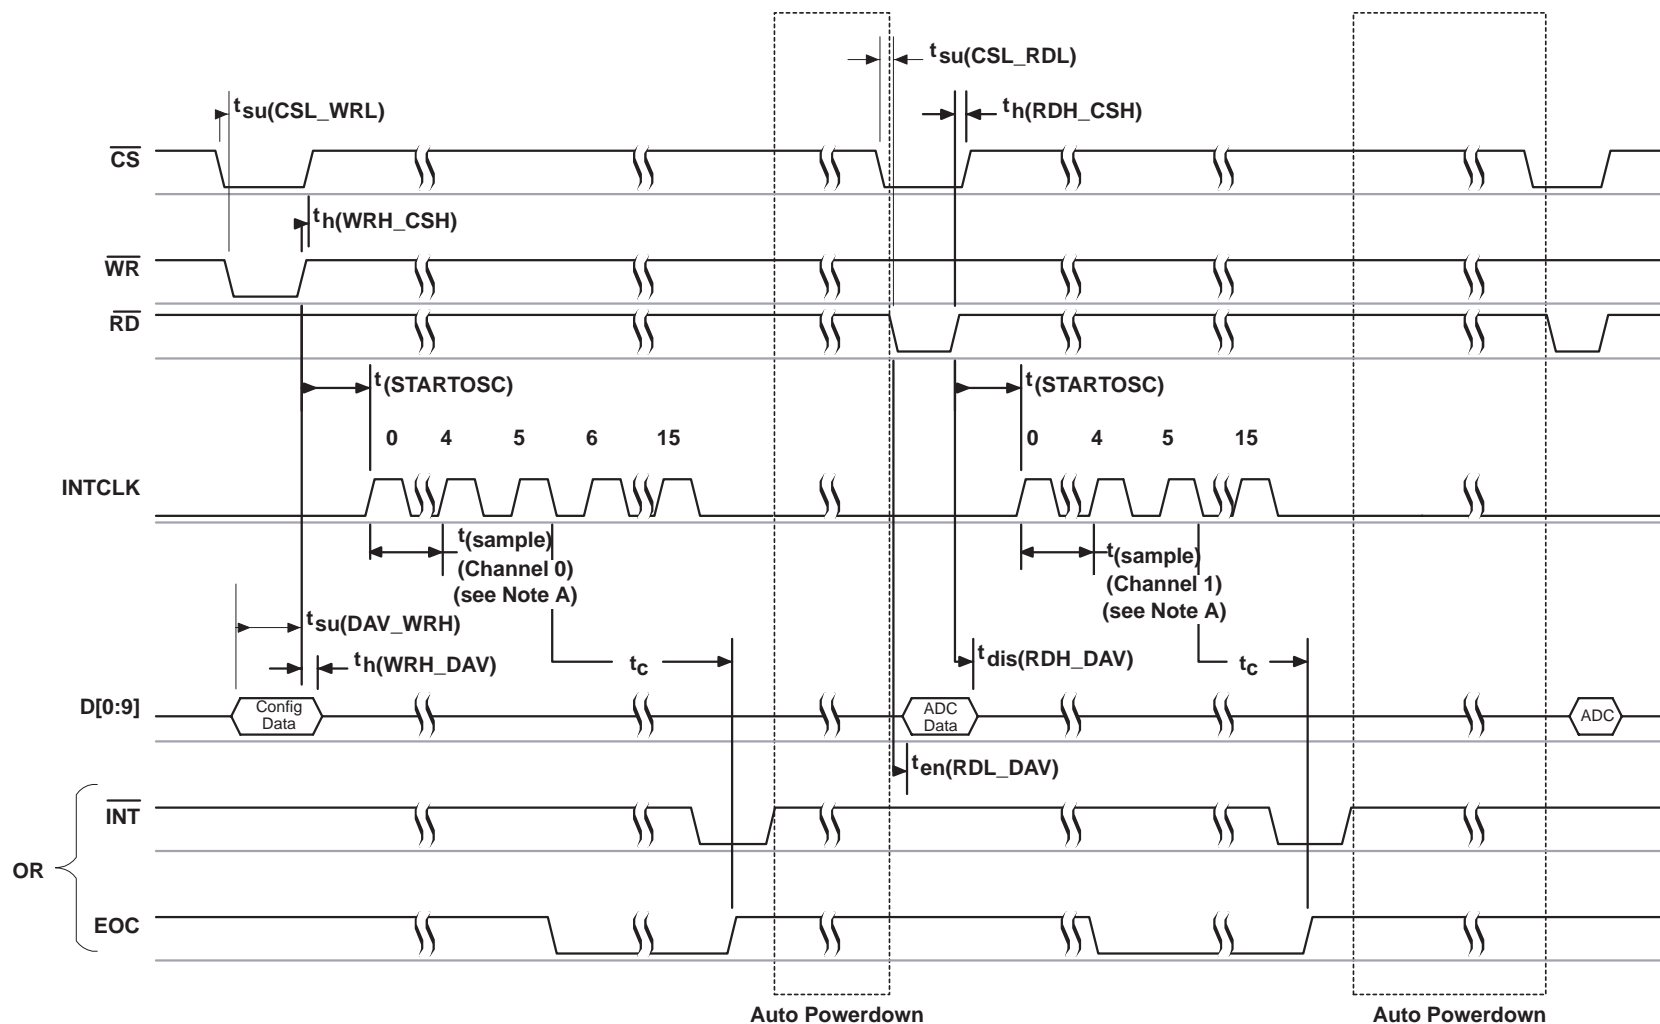 tsu(CSL_RDL)
tsu(CSL_WRL)
th(RDH_CSH)
CS
th(WRH_CSH)
WR
RD
t(STARTOSC)
t(STARTOSC)
0 4 5 6 15
0 4 5 15
INTCLK
t(sample)
(Channel 0)
(see Note A)
t(sample)
(Channel 1)
(see Note A)
tsu(DAV_WRH)
th(WRH_DAV)
tc
tdis(RDH_DAV)
tc
D[0:9]
Config
Data
ADC
Data
ADC
ten(RDL_DAV)
INT
OR
EOC
Auto Powerdown
Auto Powerdown